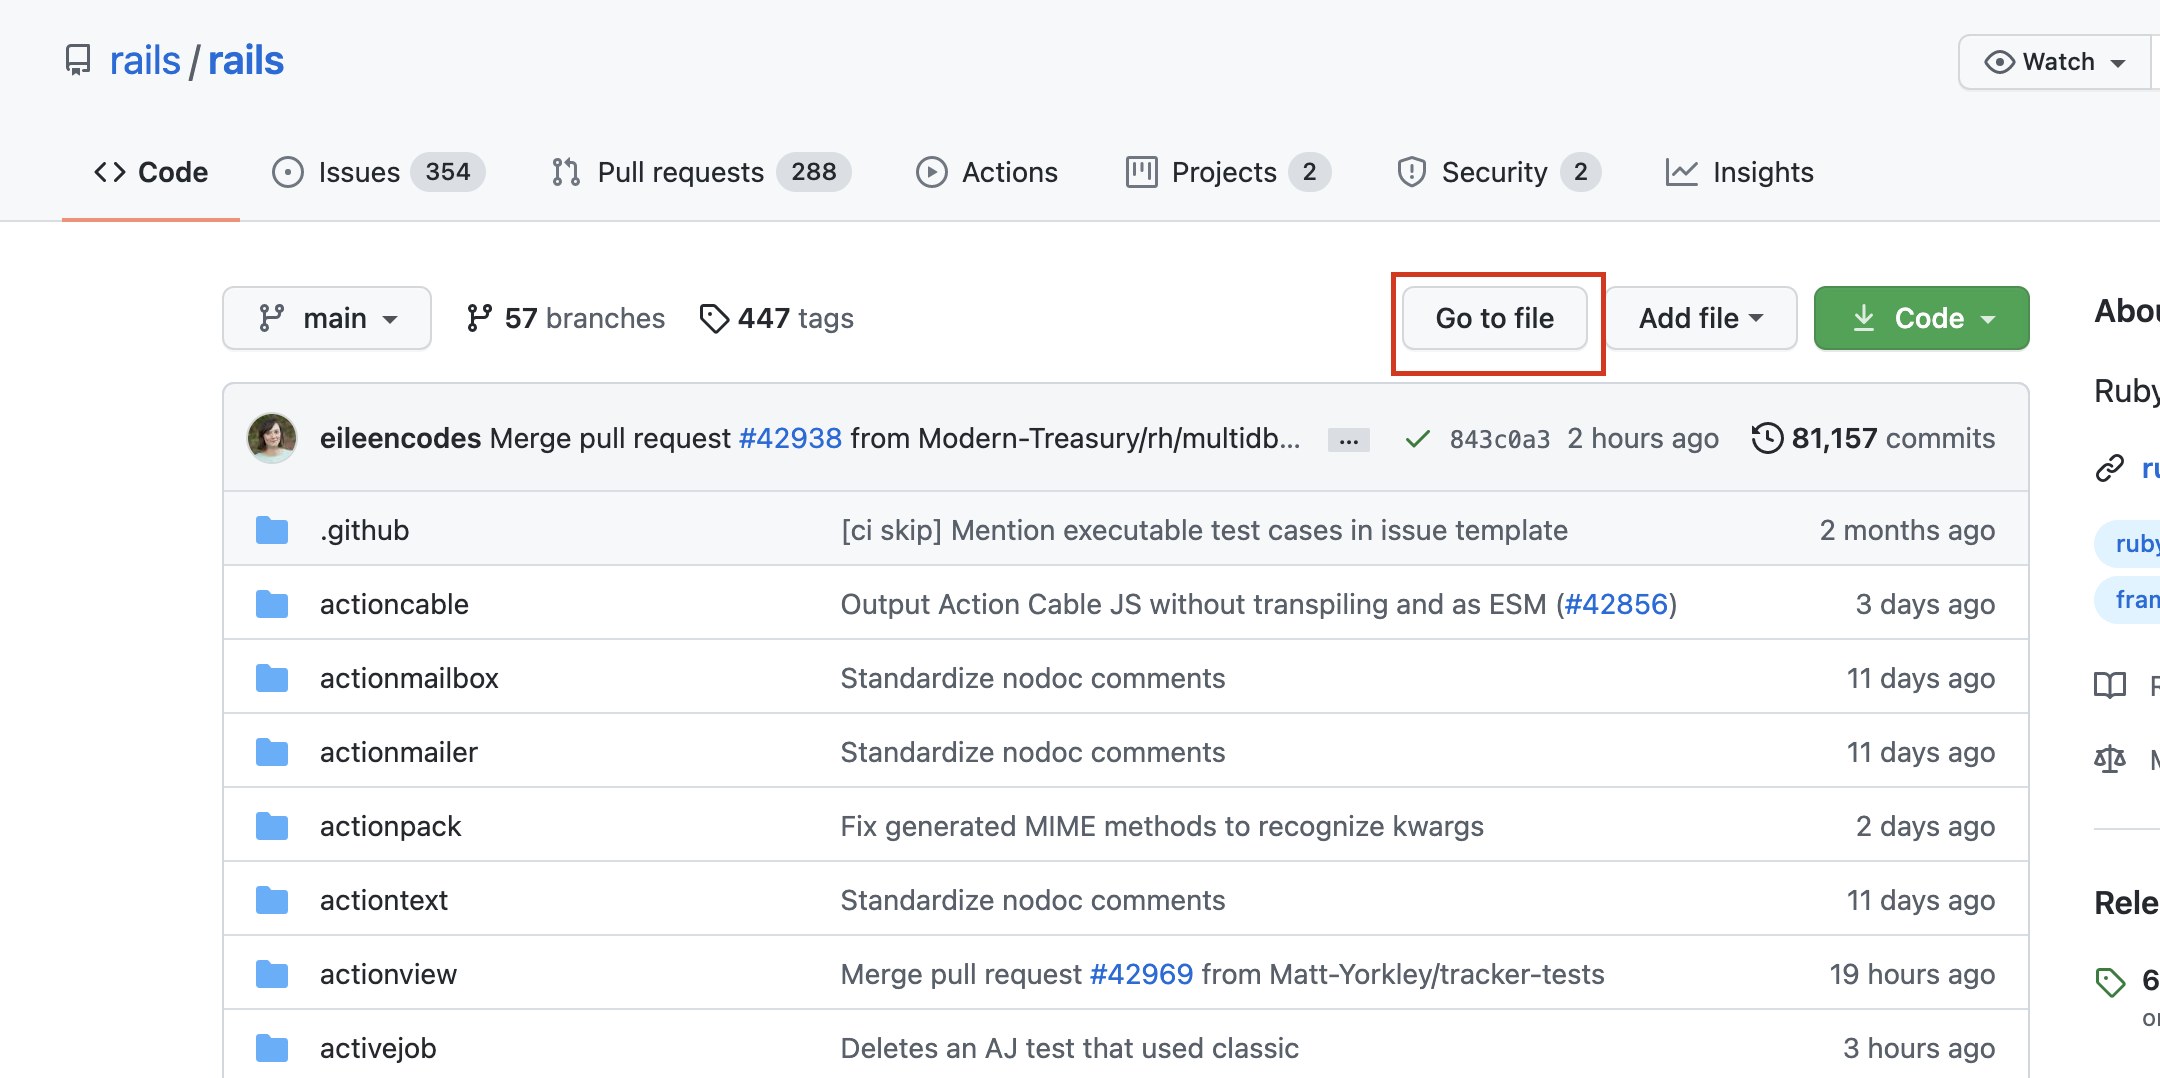 rails / rails
Watch
Code Issues 354 Pull requests 288 Actions Projects 2 Security 2 Insights
main 57 branches 447 tags Go to file Add file Code
eileencodes Merge pull request #42938 from Modern-Treasury/rh/multidb... ... 843c0a3 2 hours ago 81,157 commits
.github [ci skip] Mention executable test cases in issue template 2 months ago
actioncable Output Action Cable JS without transpiling and as ESM (#42856) 3 days ago
actionmailbox Standardize nodoc comments 11 days ago
actionmailer Standardize nodoc comments 11 days ago
actionpack Fix generated MIME methods to recognize kwargs 2 days ago
actiontext Standardize nodoc comments 11 days ago
actionview Merge pull request #42969 from Matt-Yorkley/tracker-tests 19 hours ago
activejob Deletes an AJ test that used classic 3 hours ago
Ruby
ruby